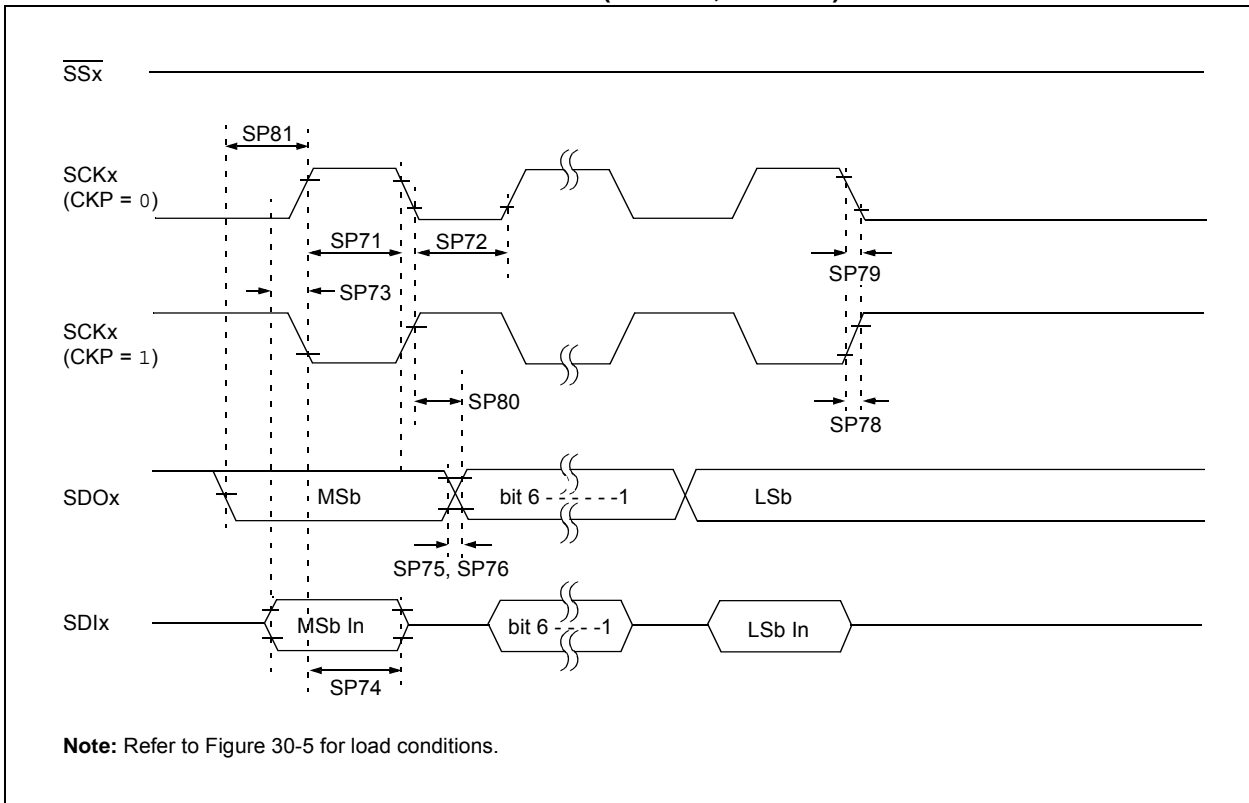 SSx
SP81
SCKx
(CKP = 0)
SP71
SP72
SP79
SP73
SCKx
(CKP = 1)
SP80
SP78
SDOx
MSb
bit 6 - - - - - -1
LSb
SP75, SP76
SDIx
MSb In
bit 6 - - - -1
LSb In
SP74
Note: Refer to Figure 30-5 for load conditions.